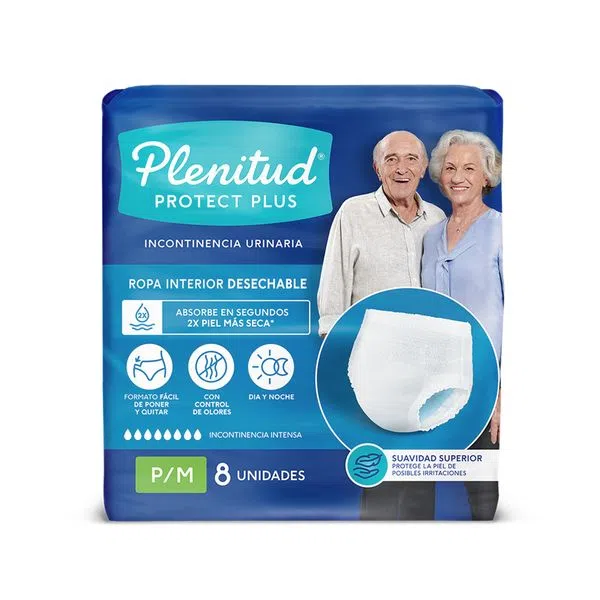 Plenitud®
PROTECT PLUS
INCONTINENCIA URINARIA
ROPA INTERIOR DESECHABLE
2X
ABSORBE EN SEGUNDOS
2X PIEL MÁS SECA*
FORMATO FÁCIL
DE PONER
Y QUITAR
CON
CONTROL
DE OLORES
DIA Y NOCHE
INCONTINENCIA INTENSA
P/M
8 UNIDADES
SUAVIDAD SUPERIOR
PROTEGE LA PIEL DE
POSIBLES IRRITACIONES